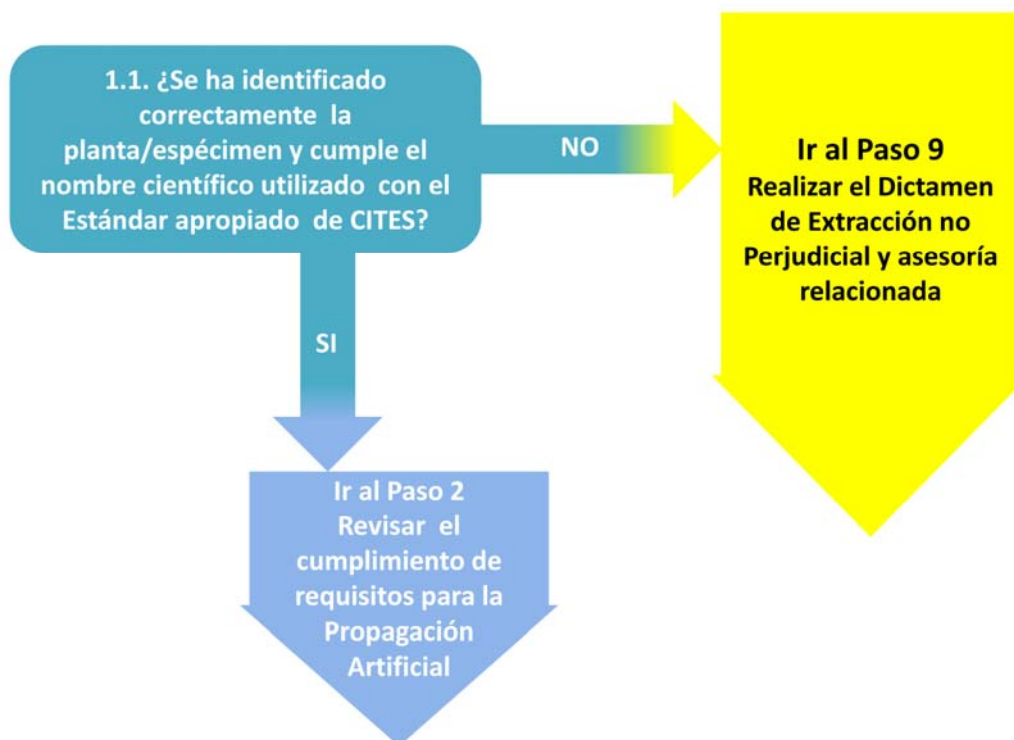 1.1. ¿Se ha identificado
correctamente la
planta/espécimen y cumple el
nombre científico utilizado con el
Estándar apropiado de CITES?
NO
Ir al Paso 9
Realizar el Dictamen
de Extracción no
Perjudicial y asesoría
relacionada
SI
Ir al Paso 2
Revisar el
cumplimiento de
requisitos para la
Propagación
Artificial